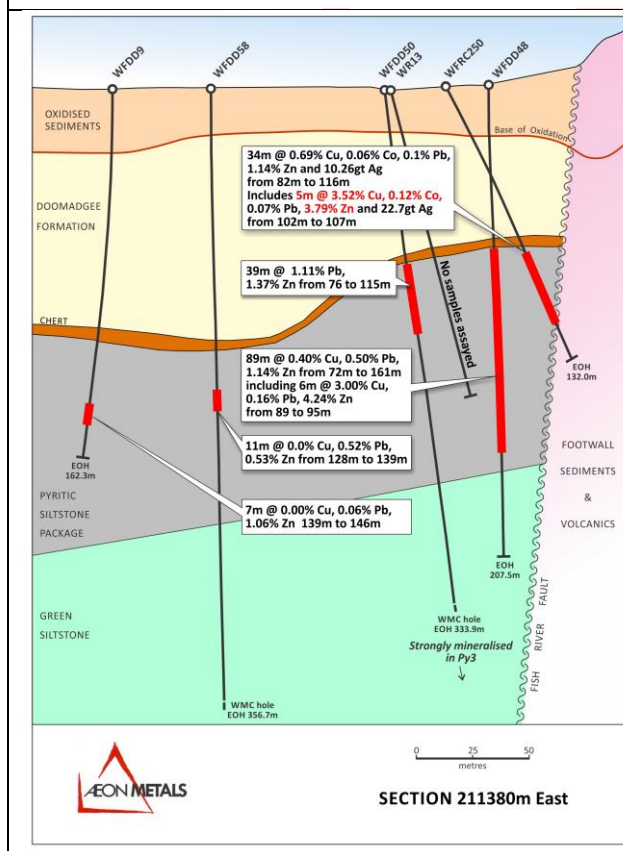 WFDD9
WFDD58
WFDD50
WR13
WFRC250
WFDD48
OXIDISED
SEDIMENTS
Base of Oxidation
34m @ 0.69% Cu, 0.06% Co, 0.1% Pb,
1.14% Zn and 10.26gt Ag
from 82m to 116m
Includes 5m @ 3.52% Cu, 0.12% Co,
0.07% Pb, 3.79% Zn and 22.7gt Ag
from 102m to 107m
DOOMADGEE
FORMATION
39m @ 1.11% Pb,
1.37% Zn from 76 to 115m
No samples assayed
CHERT
89m @ 0.40% Cu, 0.50% Pb,
1.14% Zn from 72m to 161m
including 6m @ 3.00% Cu,
0.16% Pb, 4.24% Zn
from 89 to 95m
EOH
132.0m
11m @ 0.0% Cu, 0.52% Pb,
0.53% Zn from 128m to 139m
EOH
162.3m
FOOTWALL
SEDIMENTS
&
VOLCANICS
PYRITIC
SILTSTONE
PACKAGE
7m @ 0.00% Cu, 0.06% Pb,
1.06% Zn 139m to 146m
EOH
207.5m
GREEN
SILTSTONE
WMC hole
EOH 333.9m
Strongly mineralised
in Py3
FISH RIVER FAULT
WMC hole
EOH 356.7m
0 25 50
metres
ÆON METALS
SECTION 211380m East